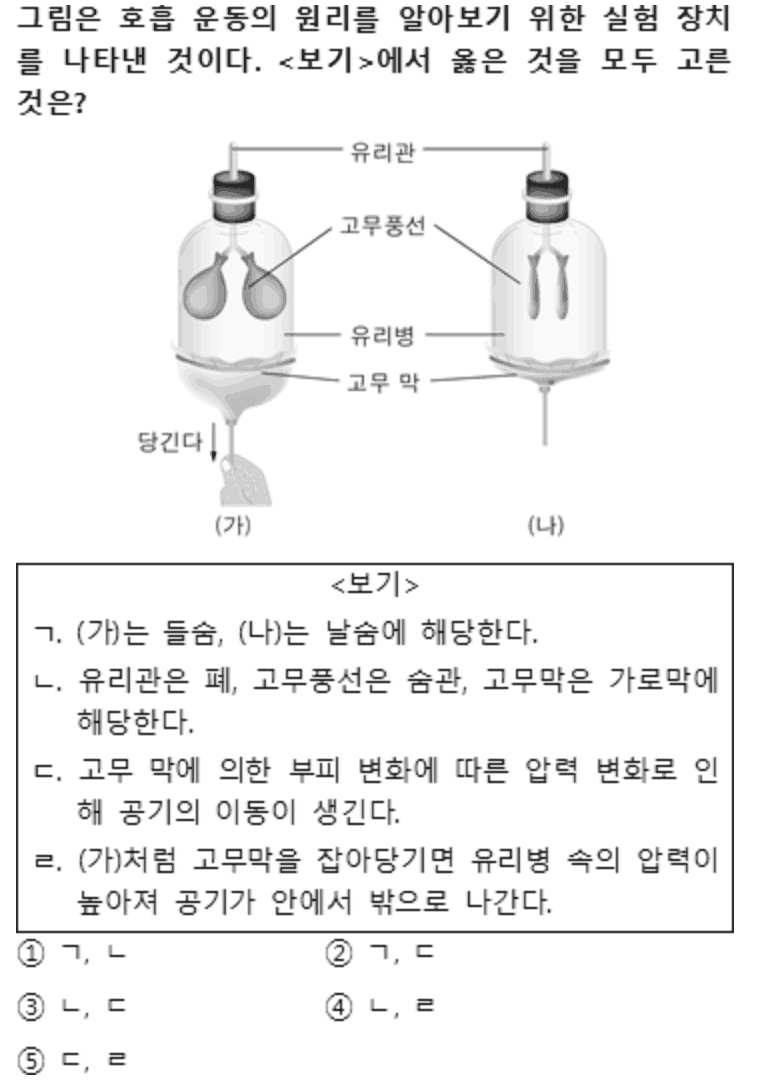 그림은 호흡 운동의 원리를 알아보기 위한 실험 장치
를 나타낸 것이다. <보기>에서 옳은 것을 모두 고른
것은?
유리관
고무풍선
유리병
고무 막
당긴다
(가)
(나)
<보기>
ㄱ. (가)는 들숨, (나)는 날숨에 해당한다.
ㄴ. 유리관은 폐, 고무풍선은 숨관, 고무막은 가로막에
해당한다.
ㄷ. 고무 막에 의한 부피 변화에 따른 압력 변화로 인
해 공기의 이동이 생긴다.
ㄹ. (가)처럼 고무막을 잡아당기면 유리병 속의 압력이
높아져 공기가 안에서 밖으로 나간다.
① ㄱ, ㄴ
② ㄱ, ㄷ
③ ㄴ, ㄷ
④ ㄴ, ㄹ
⑤ ㄷ, ㄹ